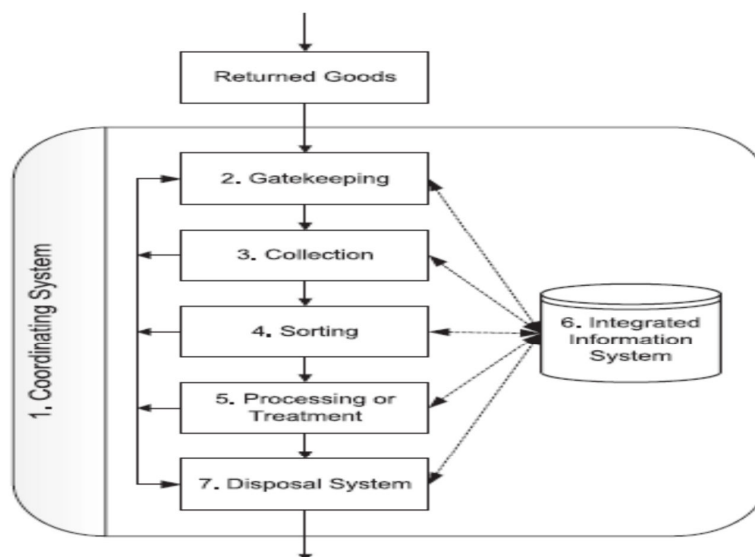 Returned Goods
1. Coordinating System
2. Gatekeeping
3. Collection
4. Sorting
5. Processing or
Treatment
6. Integrated
Information
System
7. Disposal System